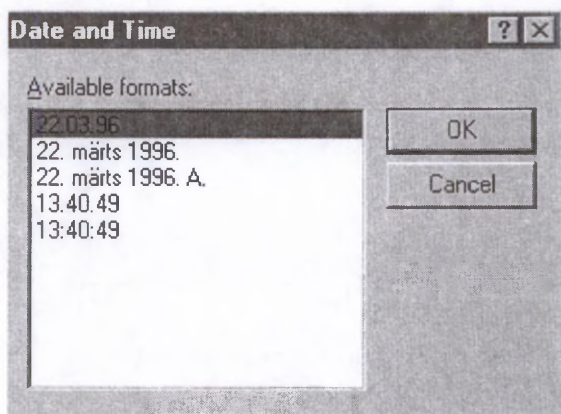 Date and Time
Available formats:
22.03.96
22. märts 1996.
22. märts 1996. A.
13.40.49
13:40:49
OK
Cancel